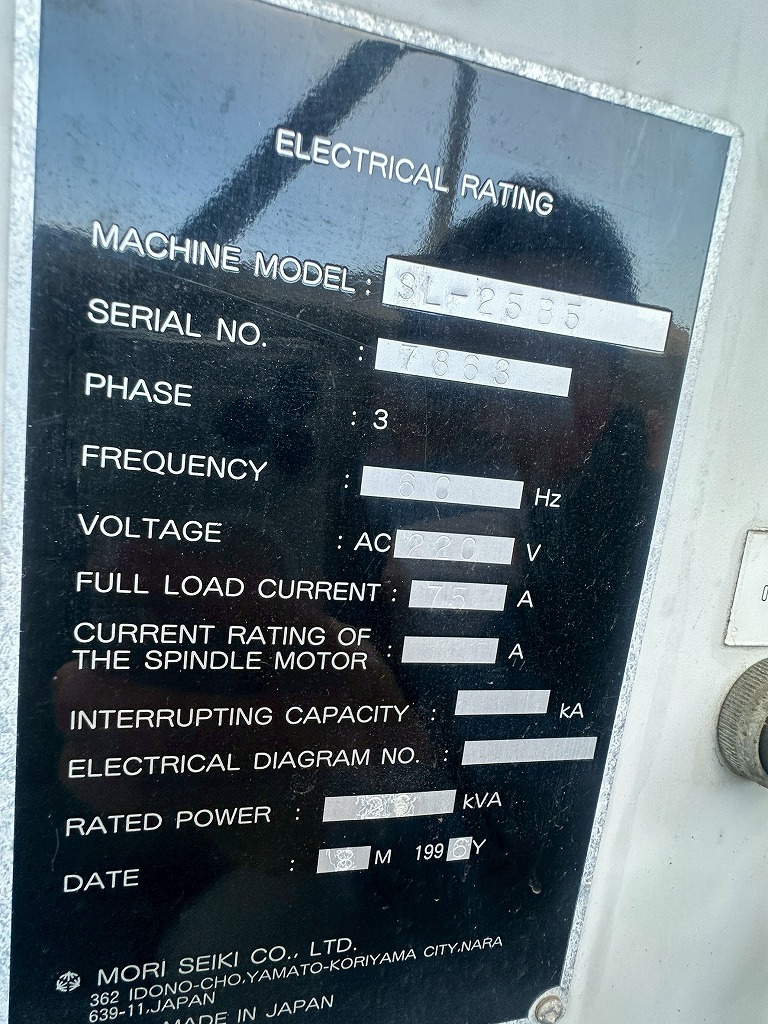 ELECTRICAL RATING
MACHINE MODEL : SL-25B5
SERIAL NO. : 7863
PHASE : 3
FREQUENCY : 60 Hz
VOLTAGE : AC 220 V
FULL LOAD CURRENT : 75 A
CURRENT RATING OF
THE SPINDLE MOTOR : A
INTERRUPTING CAPACITY : kA
ELECTRICAL DIAGRAM NO. :
RATED POWER : kVA
DATE : 8 M 1996 Y
MORI SEIKI CO., LTD.
362 IDONO-CHO, YAMATO-KORIYAMA CITY, NARA
639-11, JAPAN
MADE IN JAPAN